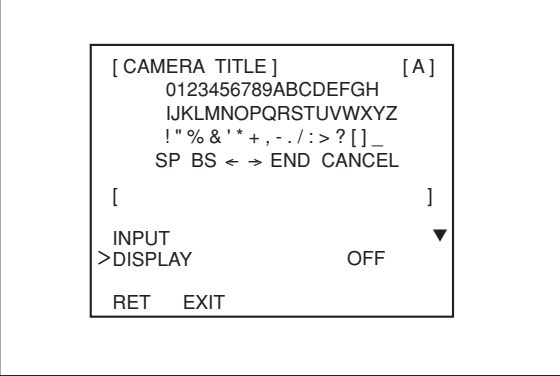 [ CAMERA TITLE ] [ A ]
0123456789ABCDEFGH
IJKLMNOPQRSTUVWXYZ
! " % & ' * + , - . / : > ? [ ] _
SP BS ← → END CANCEL
[ ]
INPUT ▼
>DISPLAY OFF
RET EXIT